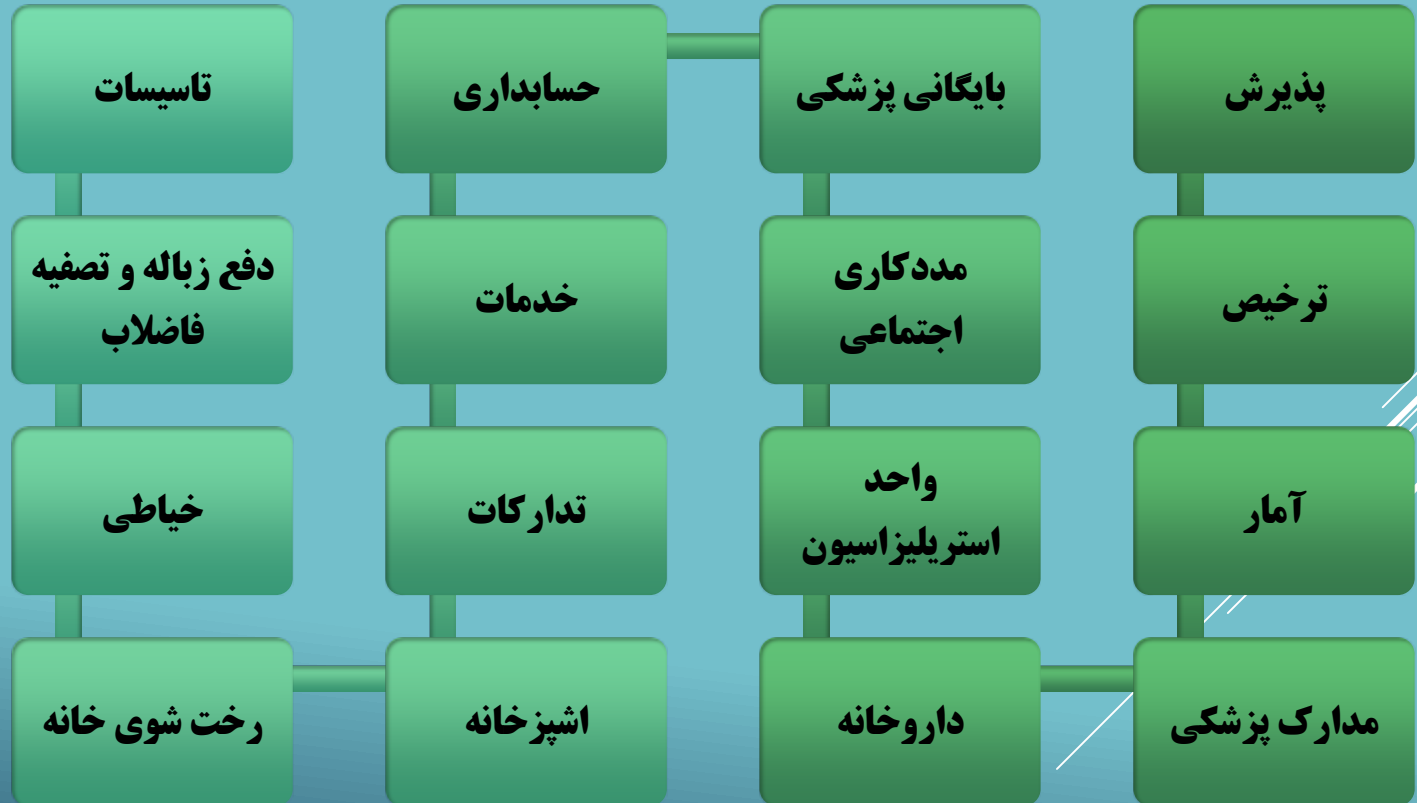 پذیرش
ترخیص
آمار
مدارک پزشکی
داروخانه
واحد
استریلیزاسیون
مددکاری
اجتماعی
بایگانی پزشکی
حسابداری
خدمات
تدارکات
اشپزخانه
رخت شوی خانه
خیاطی
دفع زباله و تصفیه
فاضلاب
تاسیسات